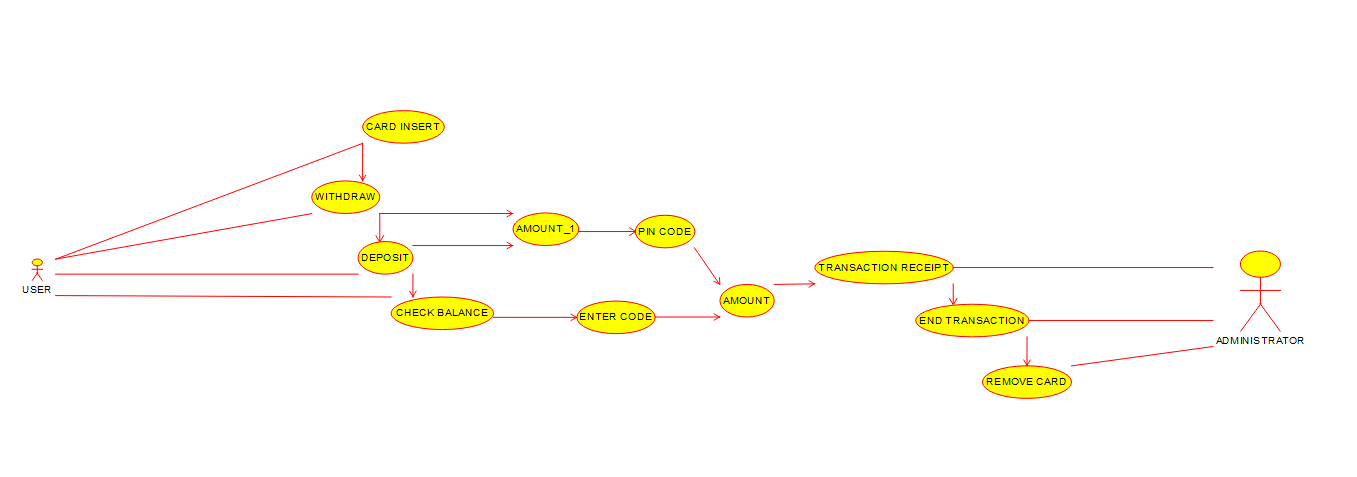 CARD INSERT
WITHDRAW
AMOUNT_1
PIN CODE
DEPOSIT
TRANSACTION RECEIPT
USER
AMOUNT
CHECK BALANCE
ENTER CODE
END TRANSACTION
ADMINISTRATOR
REMOVE CARD